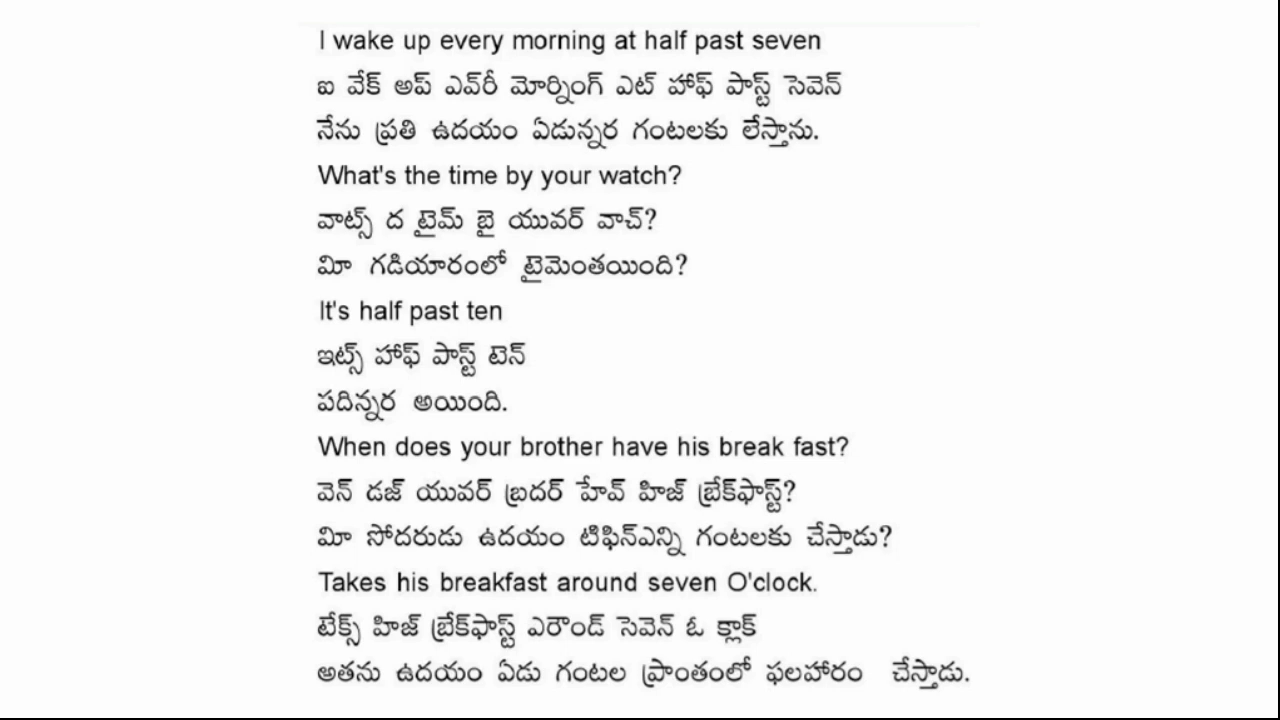 I wake up every morning at half past seven
ఐ వేక్ అప్ ఎవ్‌రీ మోర్నింగ్ ఎట్ హాఫ్ పాస్ట్ సెవెన్
నేను ప్రతి ఉదయం ఏడున్నర గంటలకు లేస్తాను.
What's the time by your watch?
వాట్స్ ద టైమ్ బై యువర్ వాచ్?
మీ గడియారంలో టైమెంతయింది?
It's half past ten
ఇట్స్ హాఫ్ పాస్ట్ టెన్
పదిన్నర అయింది.
When does your brother have his break fast?
వెన్ డజ్ యువర్ బ్రదర్ హేవ్ హిజ్ బ్రేక్‌ఫాస్ట్?
మీ సోదరుడు ఉదయం టిఫిన్‌ఎన్ని గంటలకు చేస్తాడు?
Takes his breakfast around seven O'clock.
టేక్స్ హిజ్ బ్రేక్‌ఫాస్ట్ ఎరౌండ్ సెవెన్ ఓ క్లాక్
అతను ఉదయం ఏడు గంటల ప్రాంతంలో ఫలహారం చేస్తాడు.